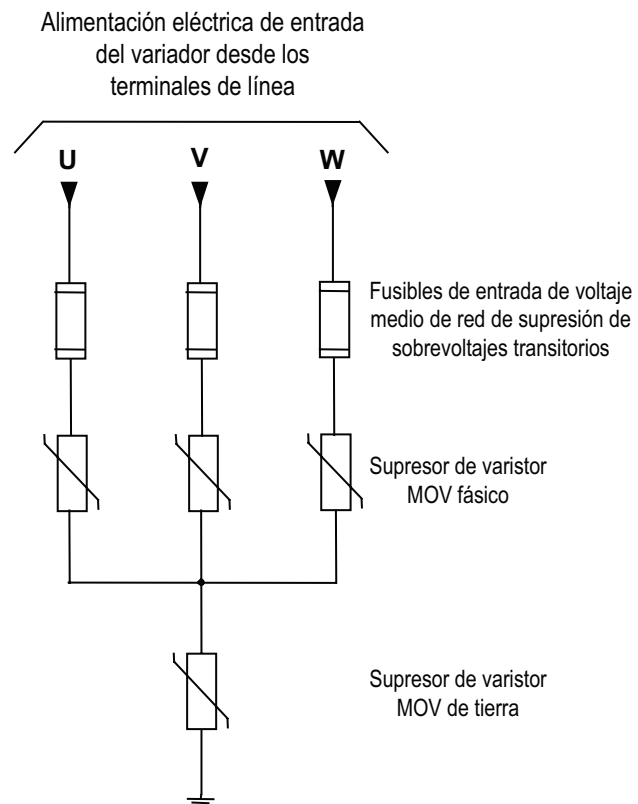 Alimentación eléctrica de entrada
del variador desde los
terminales de línea
U V W
Fusibles de entrada de voltaje
medio de red de supresión de
sobrevoltajes transitorios
Supresor de varistor
MOV fásico
Supresor de varistor
MOV de tierra